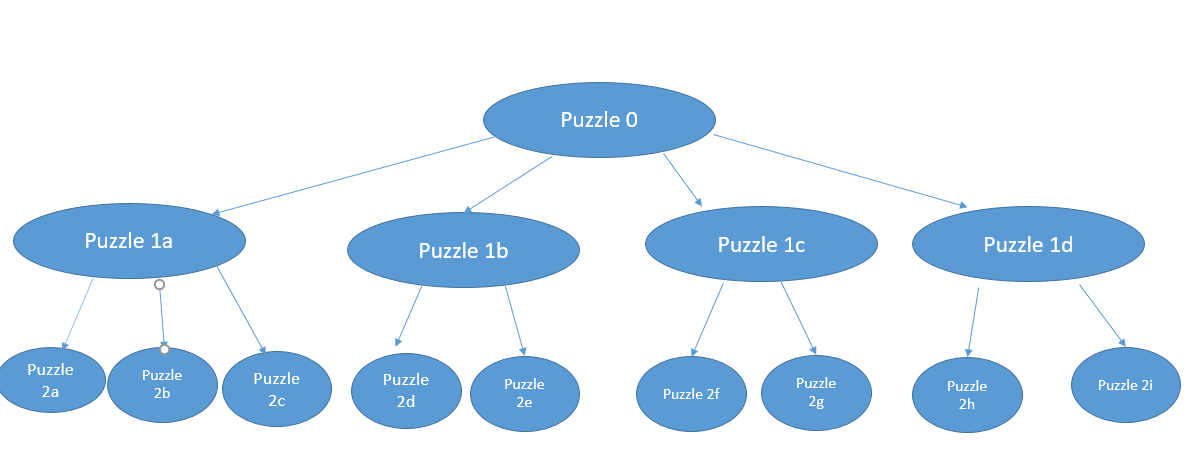 Puzzle 0
Puzzle 1a
Puzzle 1b
Puzzle 1c
Puzzle 1d
Puzzle
2a
Puzzle
2b
Puzzle
2c
Puzzle
2d
Puzzle
2e
Puzzle 2f
Puzzle
2g
Puzzle
2h
Puzzle 2i